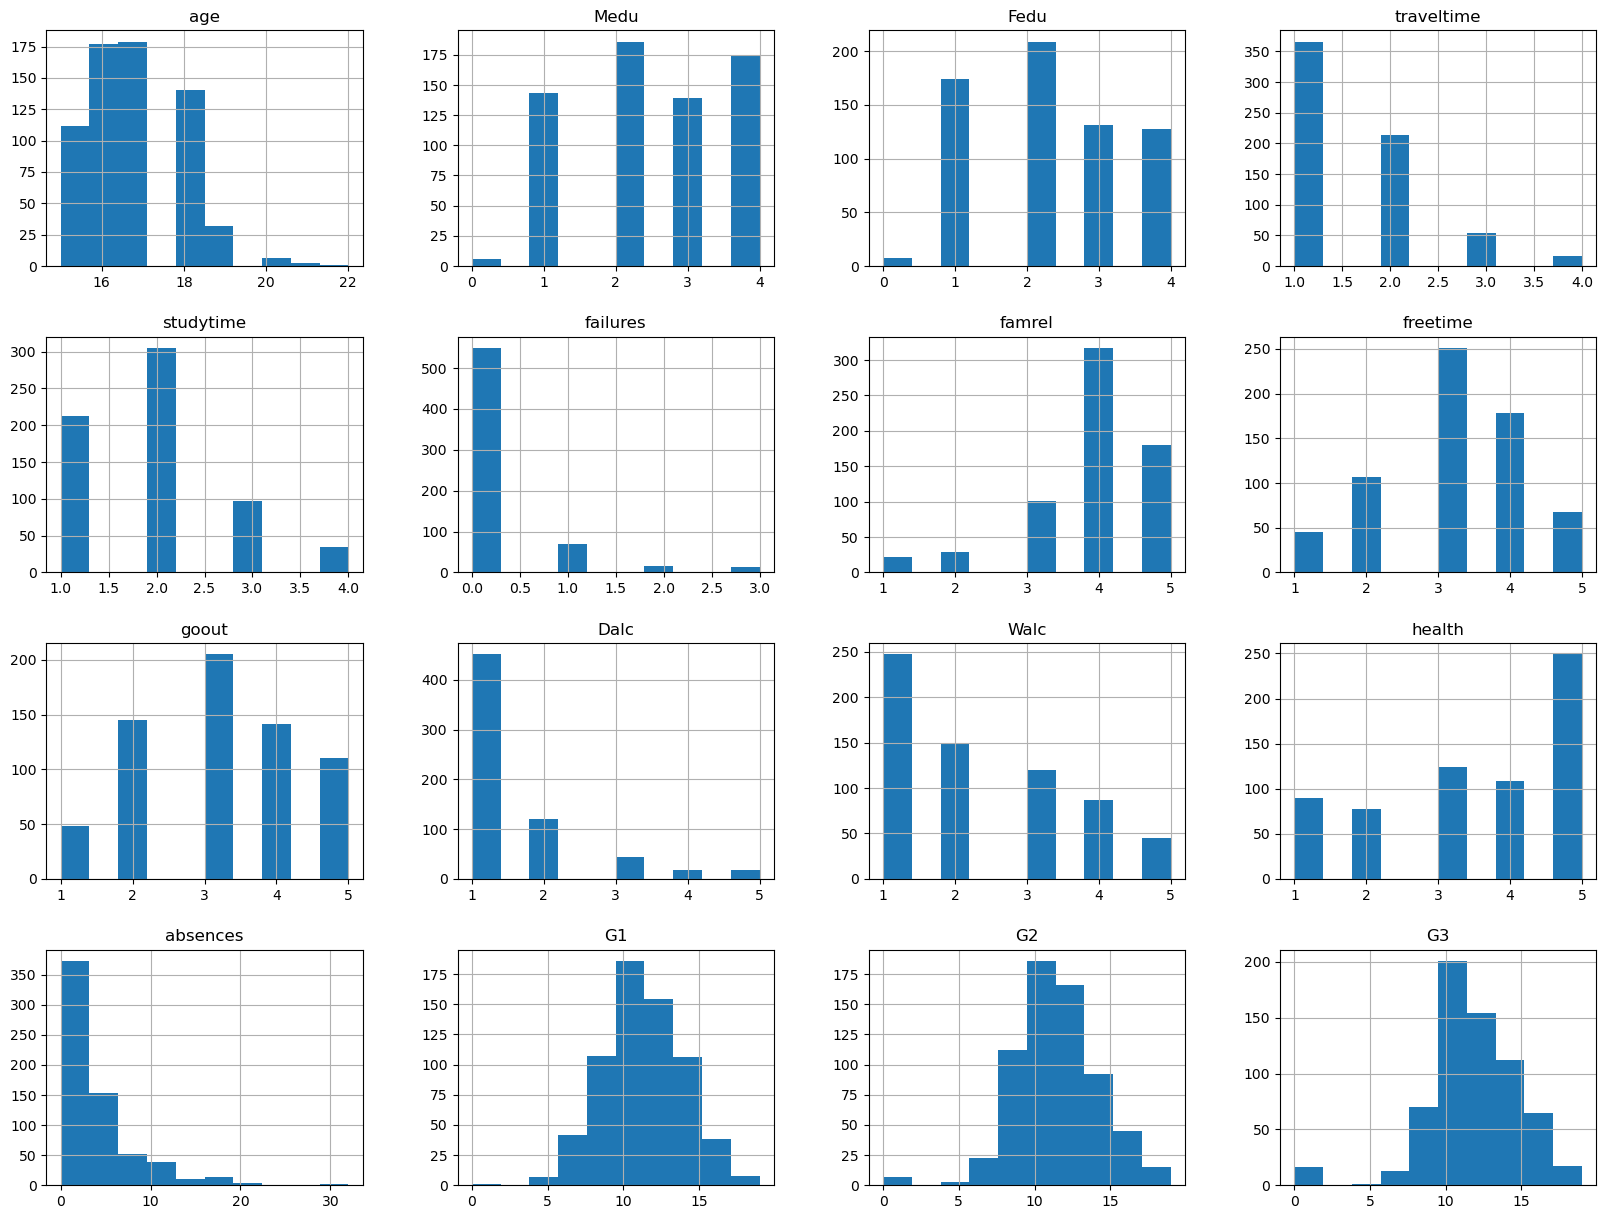 age Medu Fedu traveltime
175 150 125 100 75 50 25 0
16 18 20 22
175 150 125 100 75 50 25 0
0 1 2 3 4
200 150 100 50 0
0 1 2 3 4
350 300 250 200 150 100 50 0
1.0 1.5 2.0 2.5 3.0 3.5 4.0
studytime failures famrel freetime
300 250 200 150 100 50 0
1.0 1.5 2.0 2.5 3.0 3.5 4.0
500 400 300 200 100 0
0.0 0.5 1.0 1.5 2.0 2.5 3.0
300 250 200 150 100 50 0
1 2 3 4 5
250 200 150 100 50 0
1 2 3 4 5
goout Dalc Walc health
200 150 100 50 0
1 2 3 4 5
400 300 200 100 0
1 2 3 4 5
250 200 150 100 50 0
1 2 3 4 5
250 200 150 100 50 0
1 2 3 4 5
absences G1 G2 G3
350 300 250 200 150 100 50 0
0 10 20 30
175 150 125 100 75 50 25 0
0 5 10 15
175 150 125 100 75 50 25 0
0 5 10 15
200 150 100 50 0
0 5 10 15